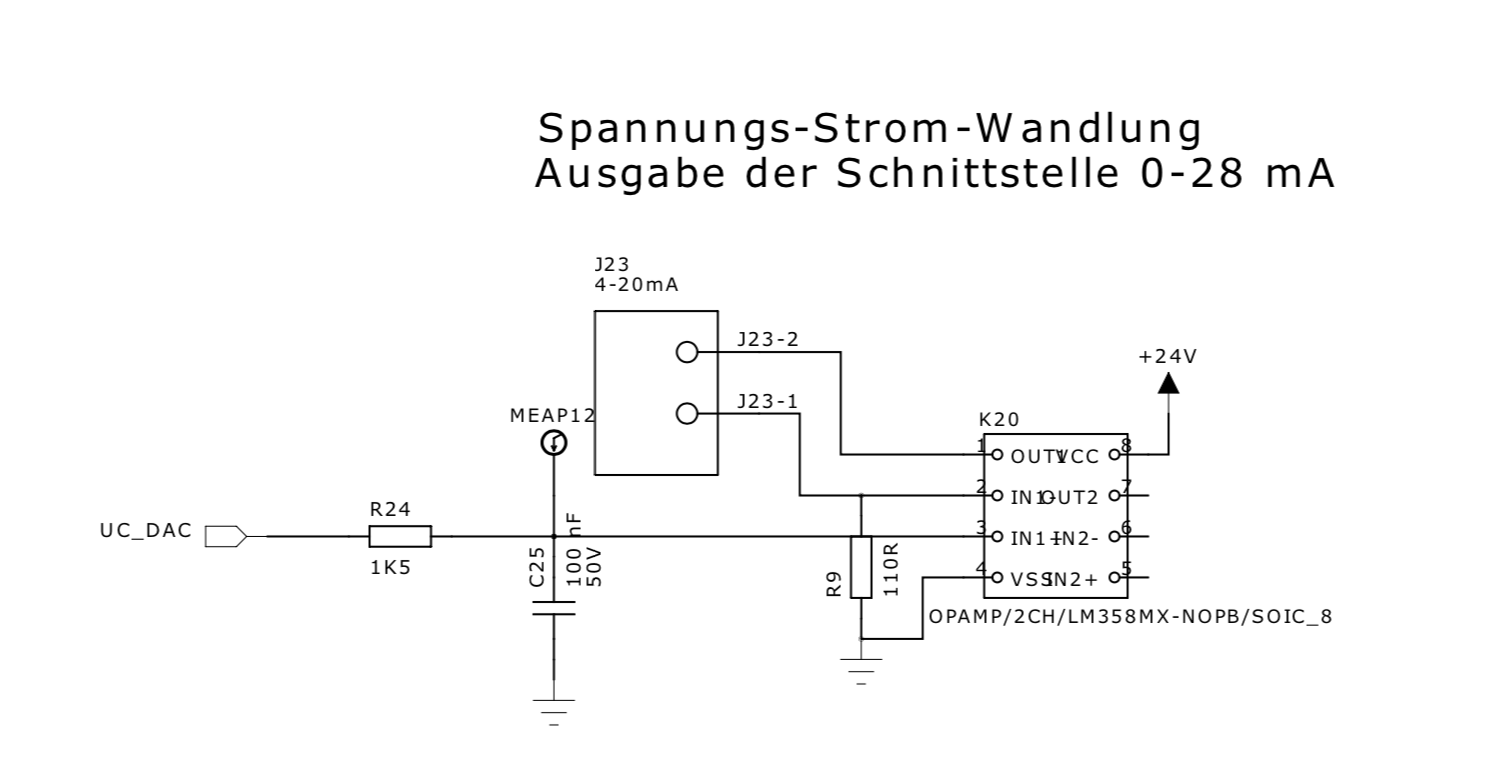 Spannungs-Strom-Wandlung
Ausgabe der Schnittstelle 0-28 mA
J23
4-20mA
J23-2
J23-1
MEAP12
+24V
K20
1
OUT1
VCC
8
2
IN1-
OUT2
7
3
IN1+
IN2-
6
4
VSS
IN2+
5
OPAMP/2CH/LM358MX-NOPB/SOIC_8
UC_DAC
R24
1K5
C25
100 nF
50V
R9
110R